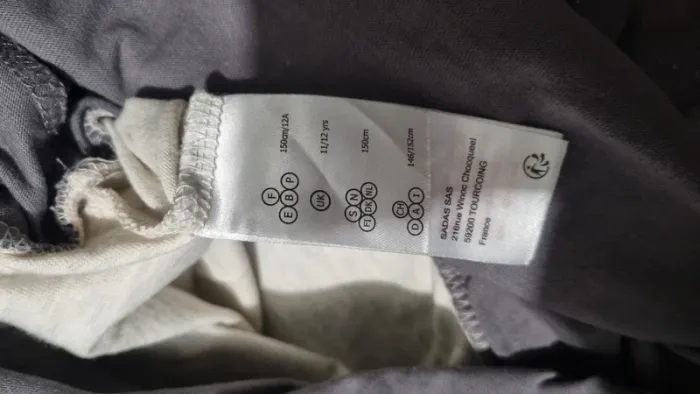 F
E B P 150cm/12A
UK 11/12 yrs
S N
FI DK NL 150cm
CH
D A I 146/152cm
SADAS SAS
216rue Winoc Chocqueel
59200 TOURCOING
France